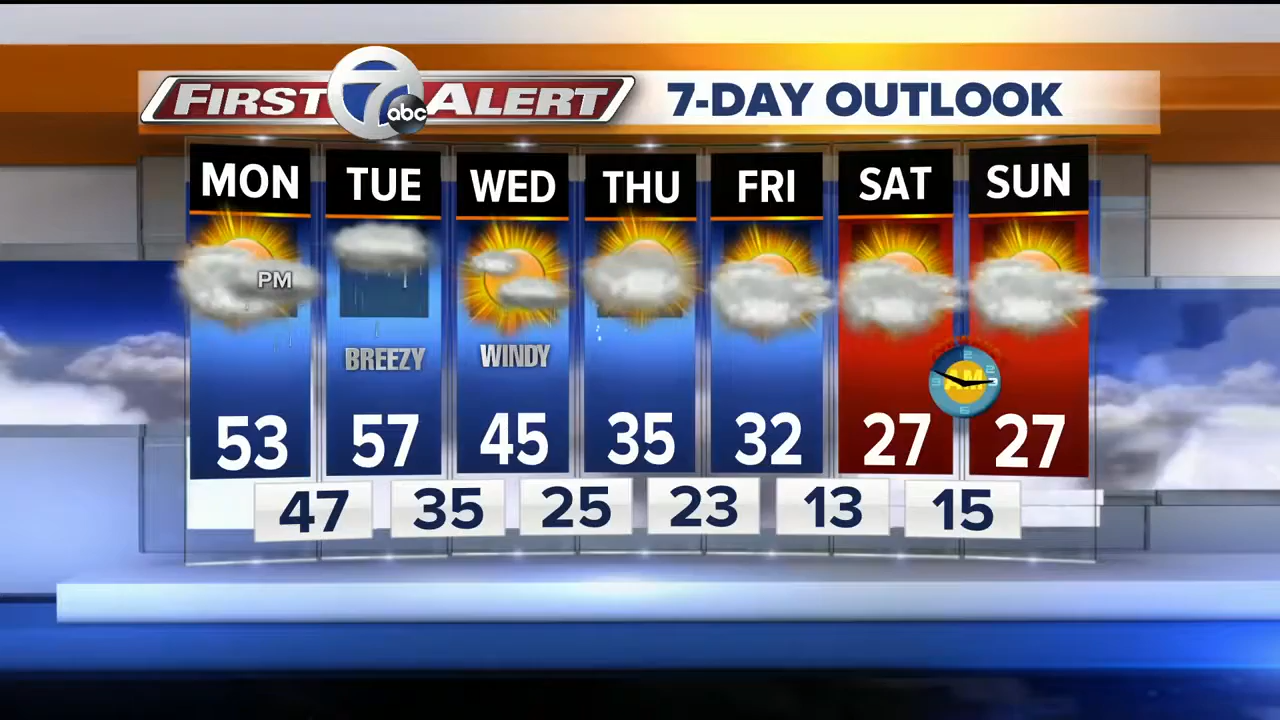 FIRST 7 abc ALERT 7-DAY OUTLOOK
MON TUE WED THU FRI SAT SUN
PM
BREEZY WINDY
AM
53 57 45 35 32 27 27
47 35 25 23 13 15